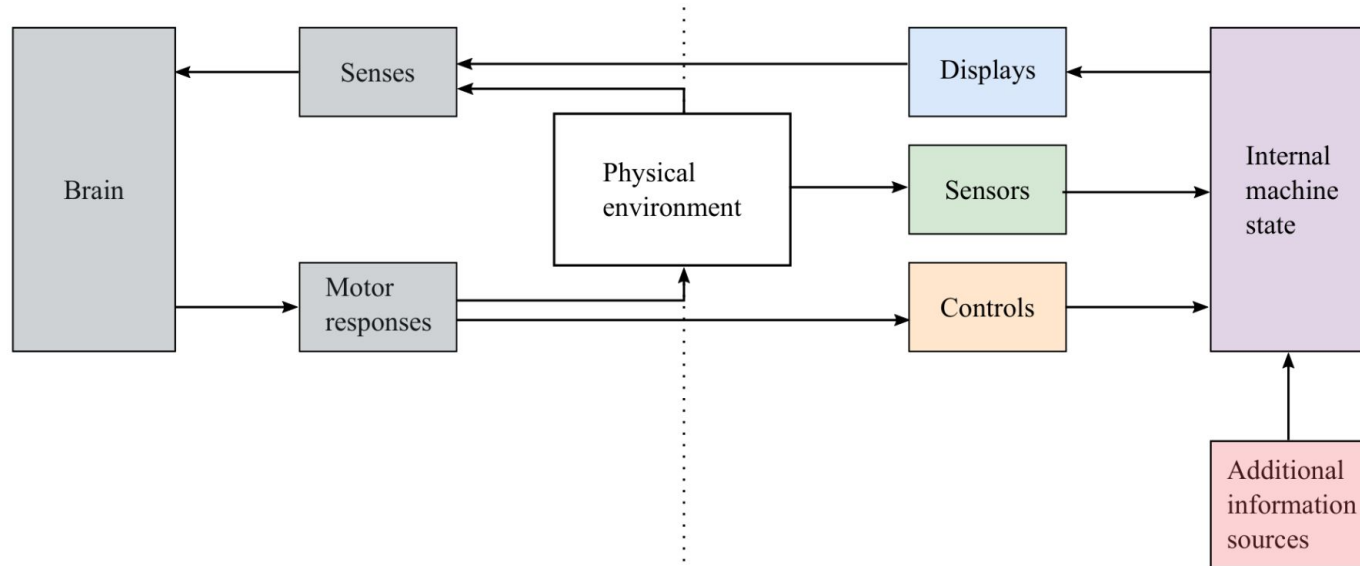 Senses
Displays
Brain
Physical
environment
Sensors
Internal
machine
state
Motor
responses
Controls
Additional
information
sources